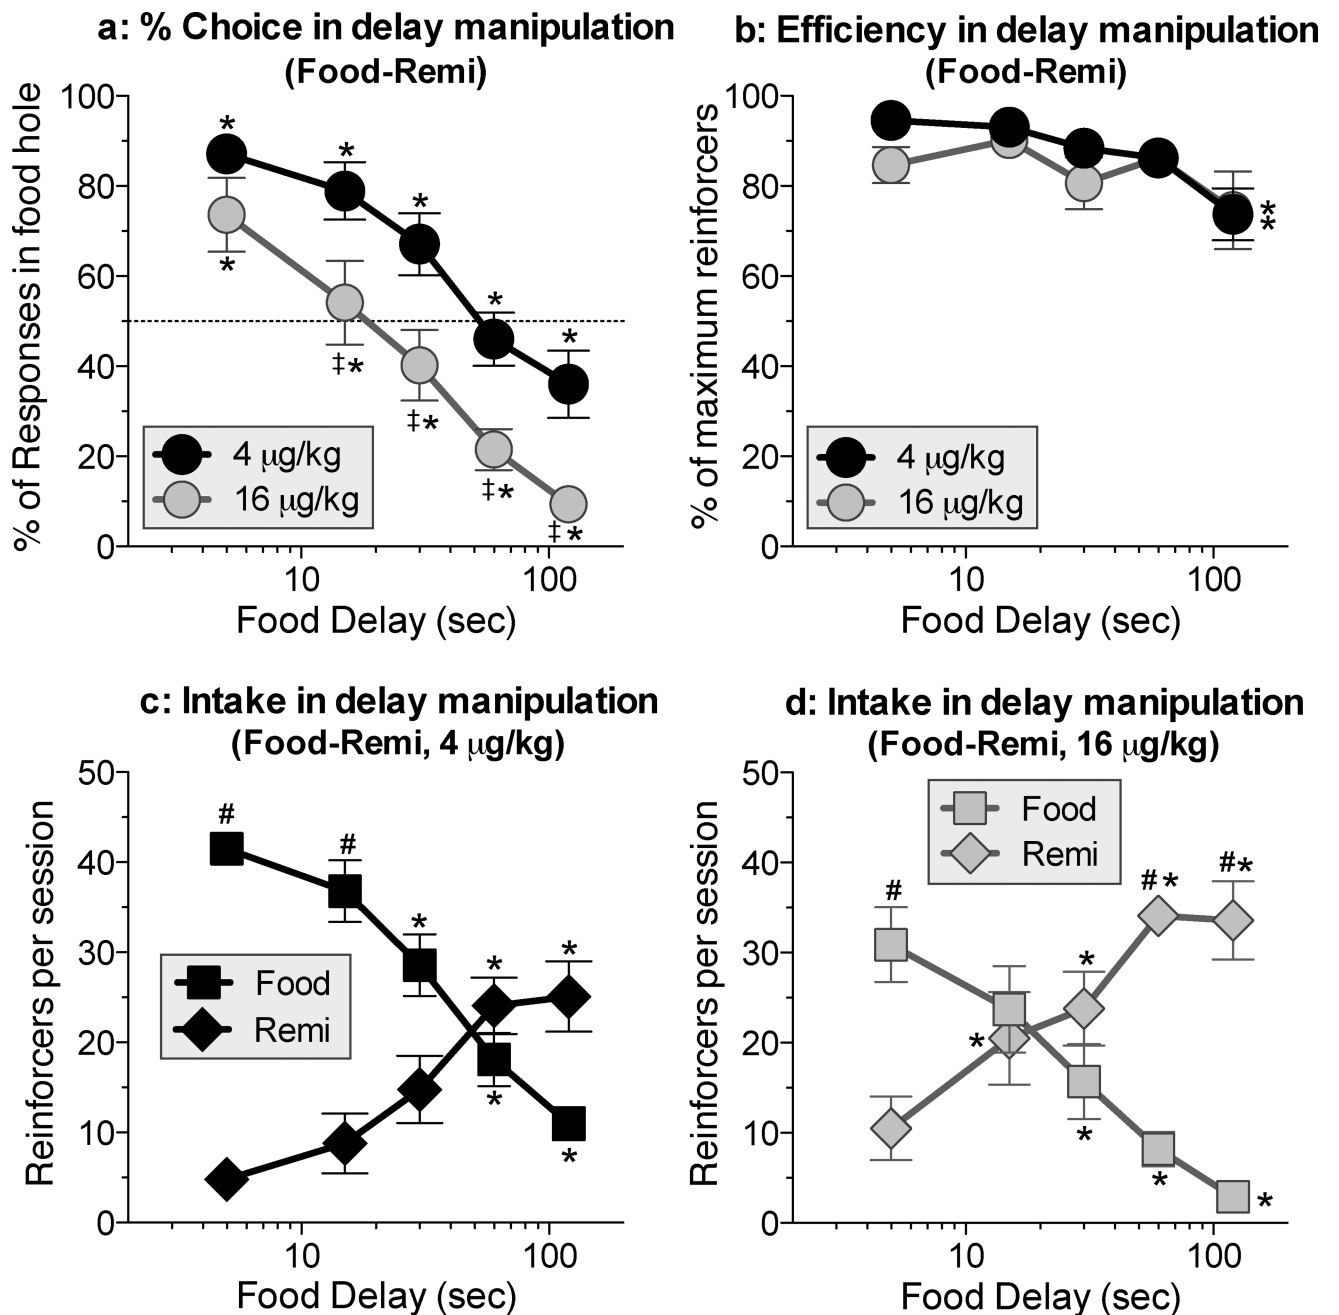 a: % Choice in delay manipulation
(Food-Remi)
% of Responses in food hole
100
80
60
40
20
0
*
*
*
*
*
*
‡*
‡*
‡*
‡*
4 μg/kg
16 μg/kg
10
100
Food Delay (sec)
b: Efficiency in delay manipulation
(Food-Remi)
% of maximum reinforcers
100
80
60
40
20
0
*
*
4 μg/kg
16 μg/kg
10
100
Food Delay (sec)
c: Intake in delay manipulation
(Food-Remi, 4 μg/kg)
Reinforcers per session
50
40
30
20
10
0
#
#
*
*
*
*
*
Food
Remi
10
100
Food Delay (sec)
d: Intake in delay manipulation
(Food-Remi, 16 μg/kg)
Reinforcers per session
50
40
30
20
10
0
Food
Remi
#
#*
#*
*
*
*
*
*
10
100
Food Delay (sec)